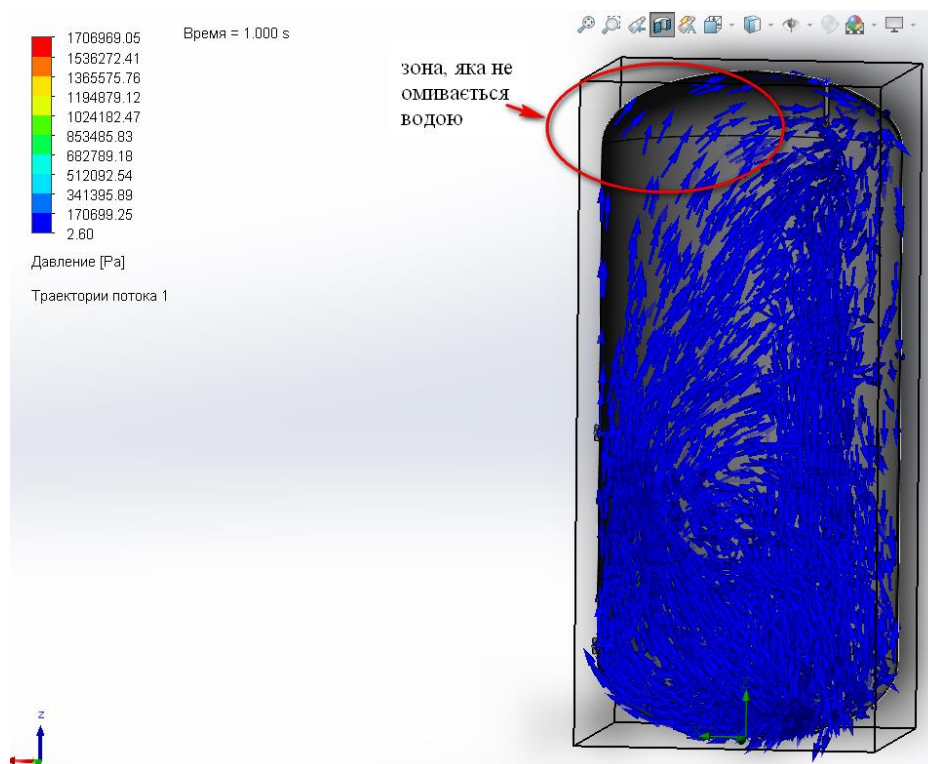 1706969.05
1536272.41
1365575.76
1194879.12
1024182.47
853485.83
682789.18
512092.54
341395.89
170699.25
2.60
Давление [Pa]
Траектории потока 1
Время = 1.000 s
зона, яка не
омивається
водою
z